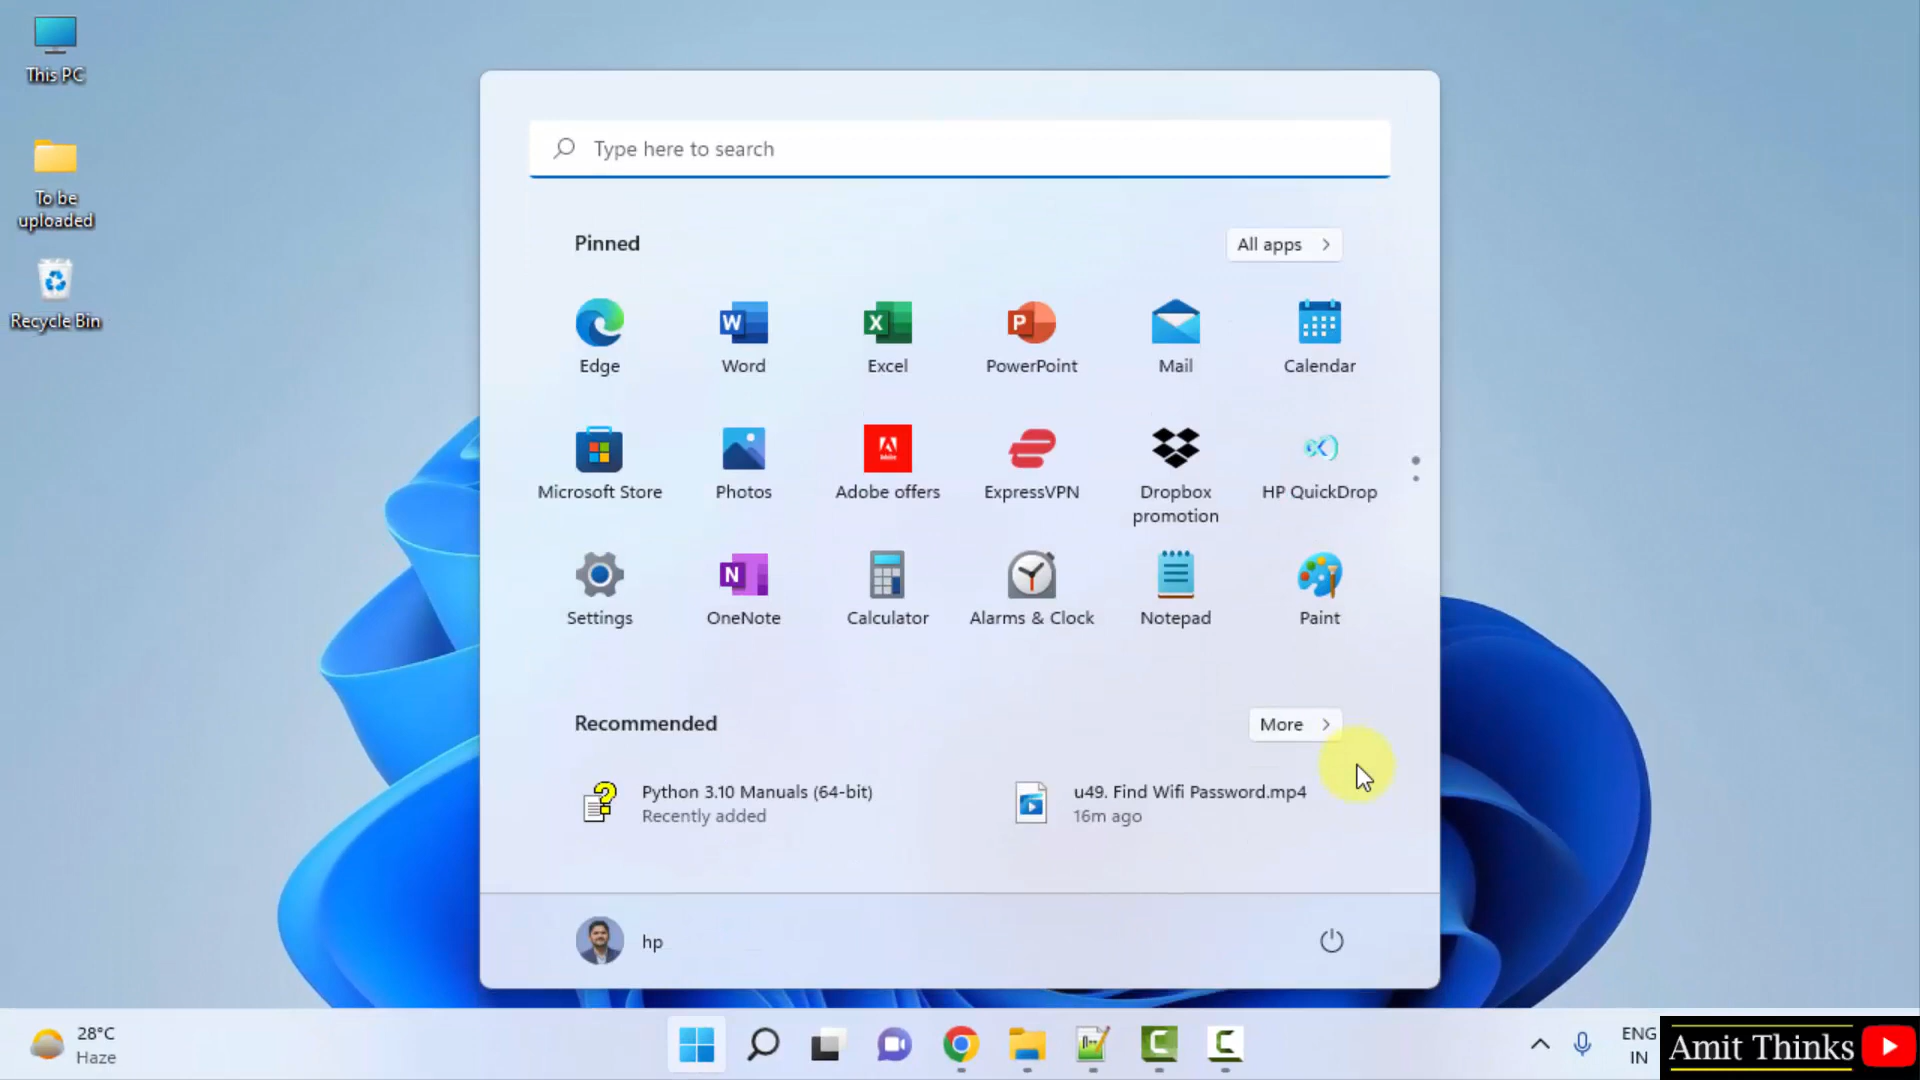 This PC
To be
uploaded
Recycle Bin
Type here to search
Pinned
All apps
Edge
Word
Excel
PowerPoint
Mail
Calendar
Microsoft Store
Photos
Adobe offers
ExpressVPN
Dropbox
promotion
HP QuickDrop
Settings
OneNote
Calculator
Alarms & Clock
Notepad
Paint
Recommended
More
Python 3.10 Manuals (64-bit)
Recently added
u49. Find Wifi Password.mp4
16m ago
hp
28°C
Haze
ENG
IN
Amit Thinks